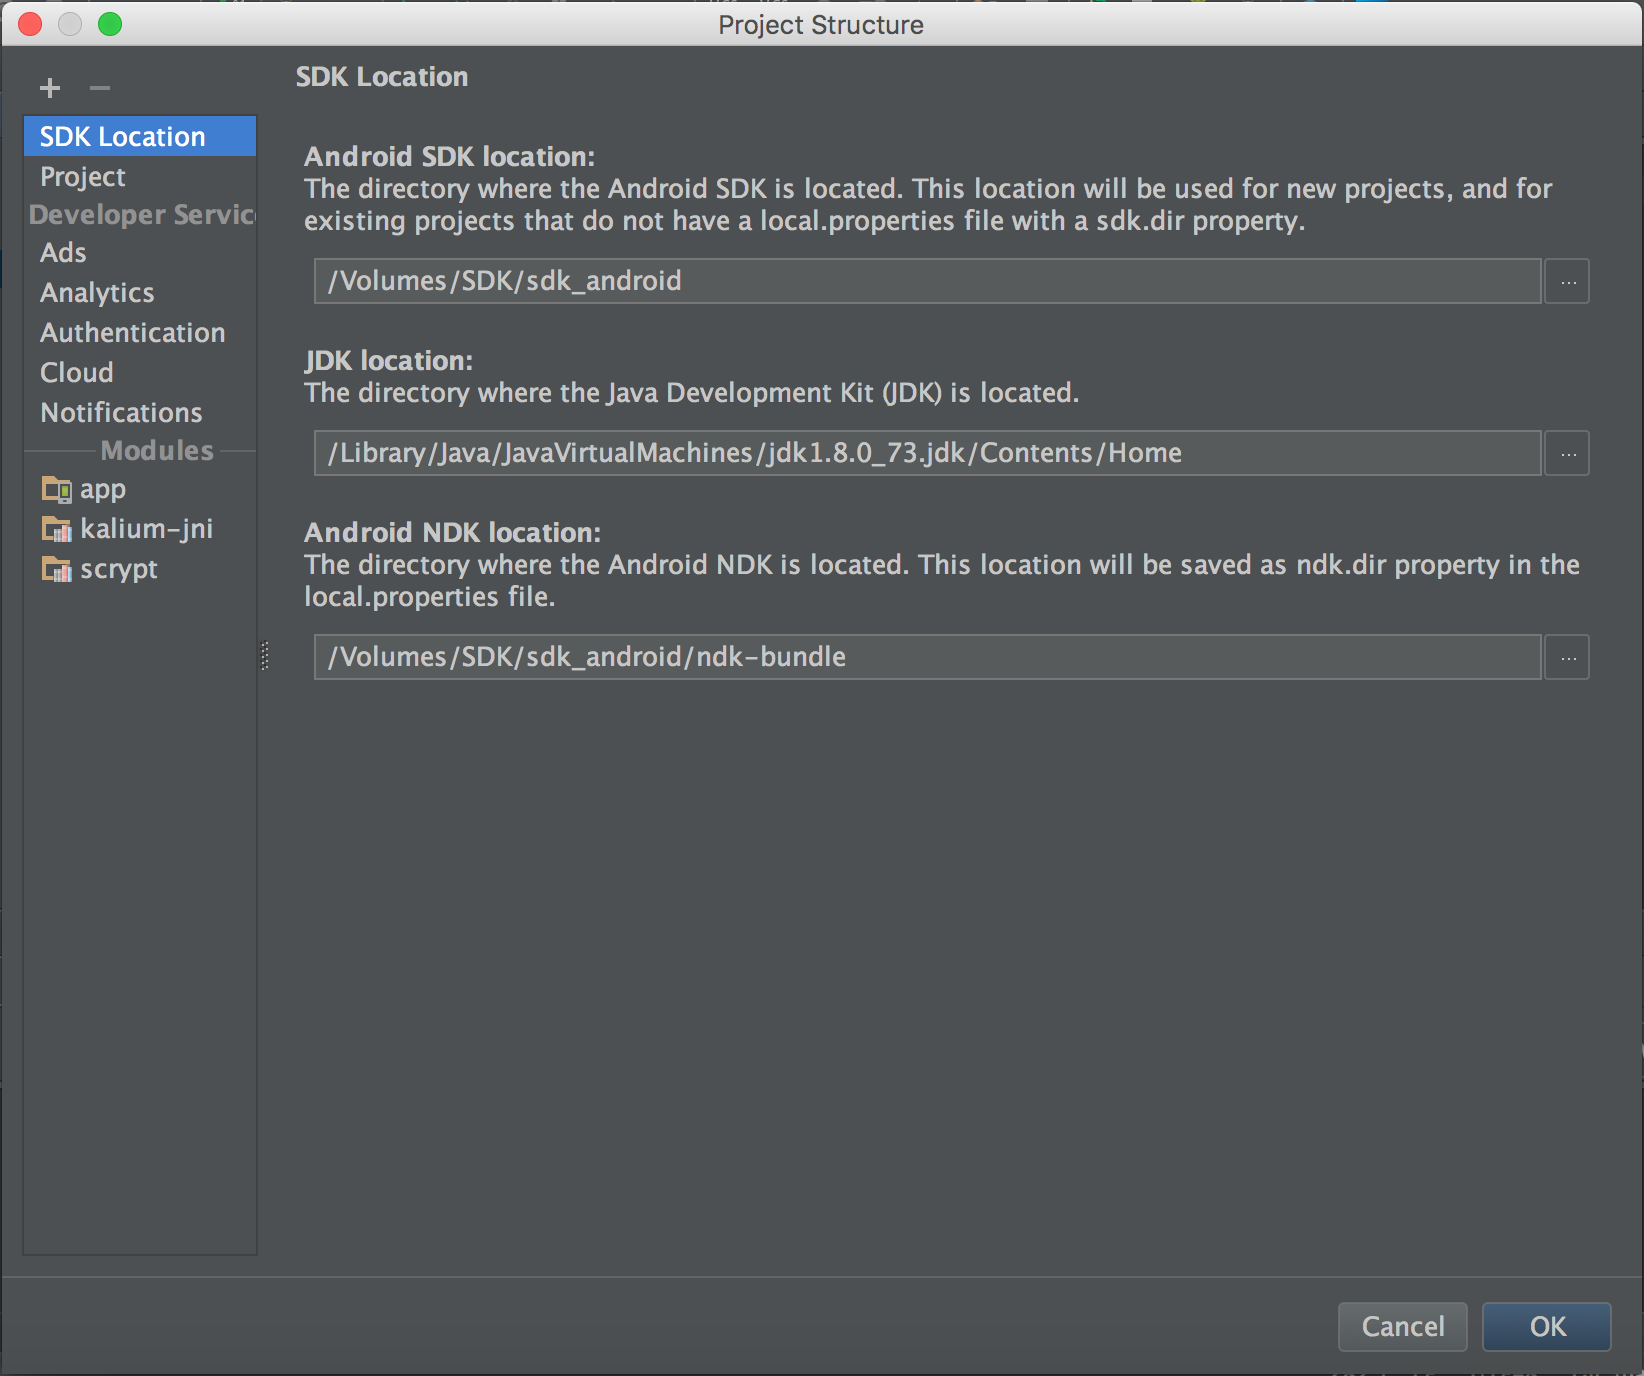 Project Structure
SDK Location
SDK Location
Project
Developer Servic
Ads
Analytics
Authentication
Cloud
Notifications
Modules
app
kalium-jni
scrypt
Android SDK location:
The directory where the Android SDK is located. This location will be used for new projects, and for
existing projects that do not have a local.properties file with a sdk.dir property.
/Volumes/SDK/sdk_android
...
JDK location:
The directory where the Java Development Kit (JDK) is located.
/Library/Java/JavaVirtualMachines/jdk1.8.0_73.jdk/Contents/Home
...
Android NDK location:
The directory where the Android NDK is located. This location will be saved as ndk.dir property in the
local.properties file.
/Volumes/SDK/sdk_android/ndk-bundle
...
Cancel
OK